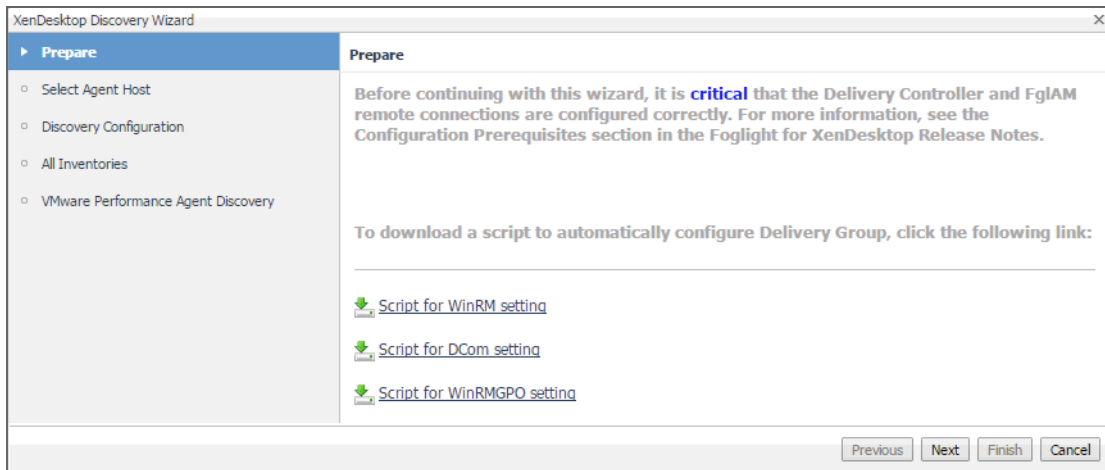 XenDesktop Discovery Wizard
Prepare
Select Agent Host
Discovery Configuration
All Inventories
VMware Performance Agent Discovery
Prepare
Before continuing with this wizard, it is critical that the Delivery Controller and FglAM
remote connections are configured correctly. For more information, see the
Configuration Prerequisites section in the Foglight for XenDesktop Release Notes.
To download a script to automatically configure Delivery Group, click the following link:
Script for WinRM setting
Script for DCom setting
Script for WinRMGPO setting
Previous Next Finish Cancel